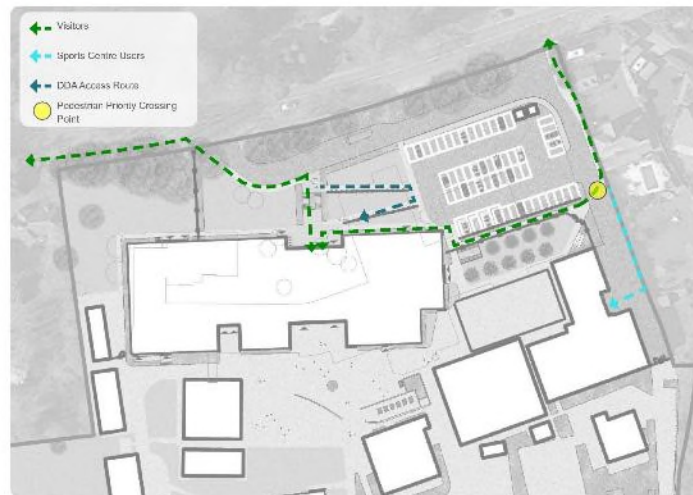 Visitors
Sports Centre Users
DDA Access Route
Pedestrian Priority Crossing
Point